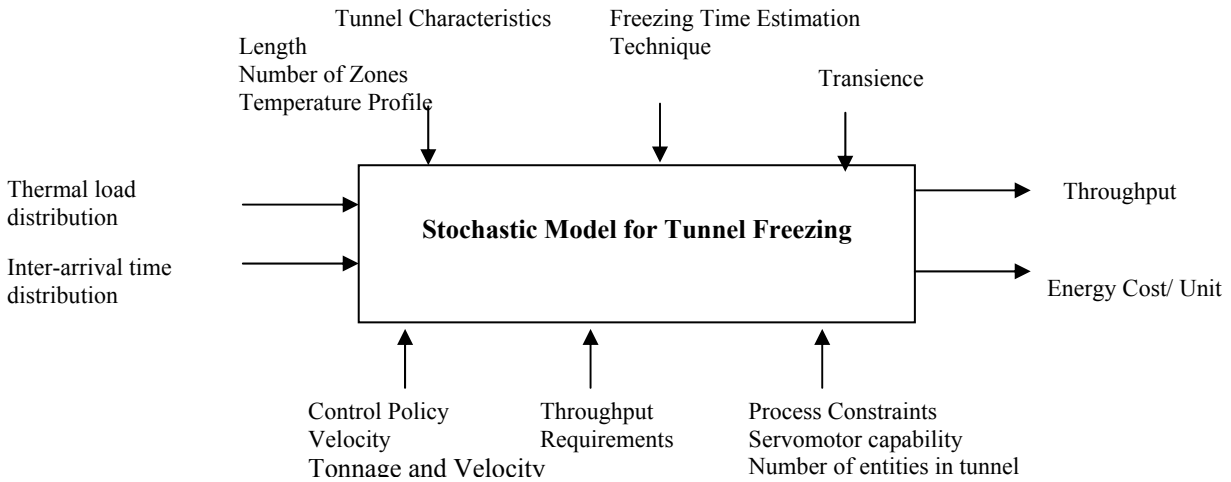 Tunnel Characteristics
Length
Number of Zones
Temperature Profile
Freezing Time Estimation
Technique
Transience
Thermal load
distribution
Inter-arrival time
distribution
Stochastic Model for Tunnel Freezing
Throughput
Energy Cost/ Unit
Control Policy
Velocity
Tonnage and Velocity
Throughput
Requirements
Process Constraints
Servomotor capability
Number of entities in tunnel